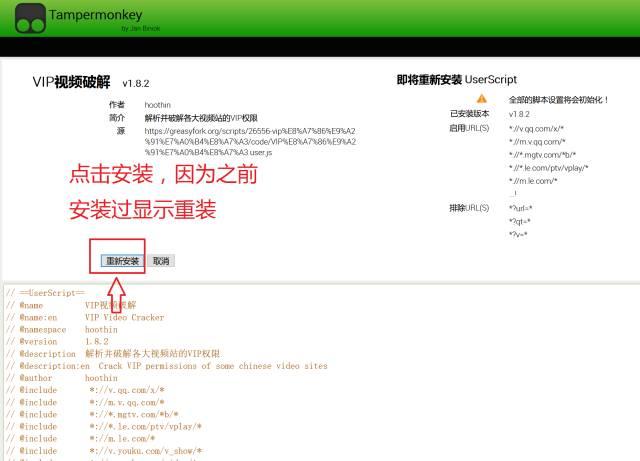 Tampermonkey
by Jan Biniok
VIP视频破解 v1.8.2
作者 hoothin
简介 解析并破解各大视频站的VIP权限
源 https://greasyfork.org/scripts/26556-vip%E8%A7%86%E9%A2
%91%E7%A0%B4%E8%A7%A3/code/VIP%E8%A7%86%E9%A2
%91%E7%A0%B4%E8%A7%A3.user.js
即将重新安装 UserScript
全部的脚本设置将会初始化！
已安装版本 v1.8.2
启用URL(S) *://v.qq.com/x/*
*://m.v.qq.com/*
*://*.mgtv.com/*b/*
*://*.le.com/ptv/vplay/*
*://m.le.com/*
...!
排除URL(S) *?url=*
*?qt=*
*?v=*
点击安装，因为之前
安装过显示重装
重新安装 取消
// ==UserScript==
// @name VIP视频破解
// @name:en VIP Video Cracker
// @namespace hoothin
// @version 1.8.2
// @description 解析并破解各大视频站的VIP权限
// @description:en Crack VIP permissions of some chinese video sites
// @author hoothin
// @include *://v.qq.com/x/*
// @include *://m.v.qq.com/*
// @include *://*.mgtv.com/*b/*
// @include *://*.le.com/ptv/vplay/*
// @include *://m.le.com/*
// @include *://v.youku.com/v_show/*